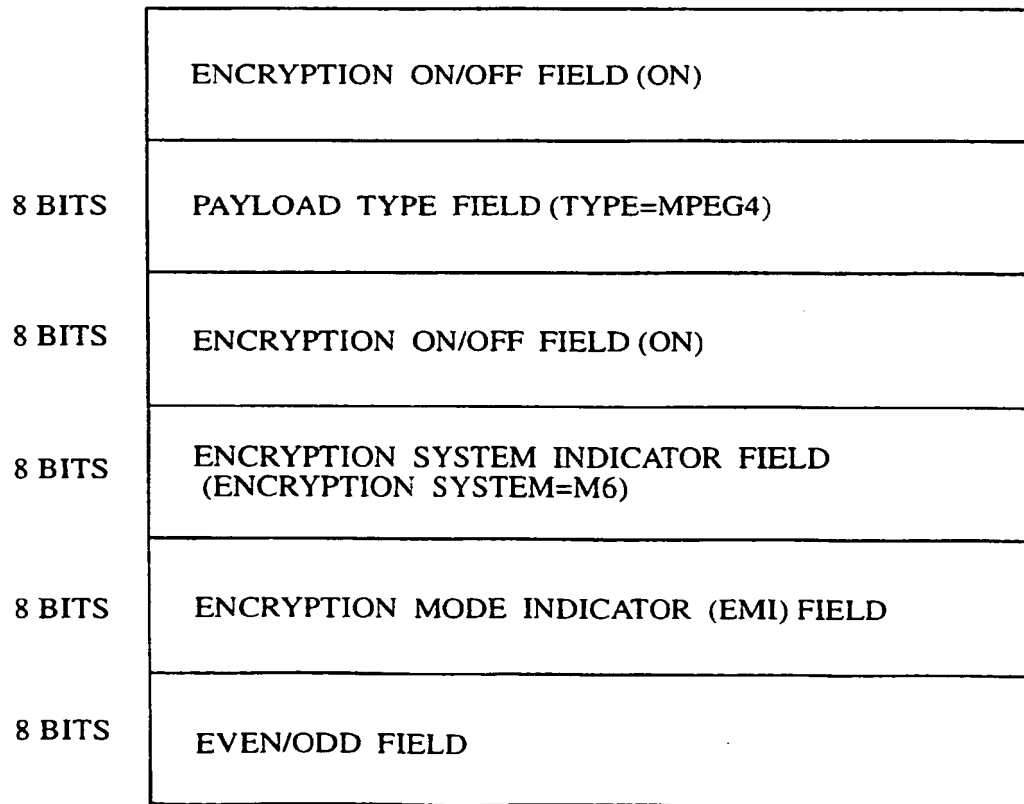 ENCRYPTION ON/OFF FIELD (ON)
8 BITS PAYLOAD TYPE FIELD (TYPE=MPEG4)
8 BITS ENCRYPTION ON/OFF FIELD (ON)
8 BITS ENCRYPTION SYSTEM INDICATOR FIELD
(ENCRYPTION SYSTEM=M6)
8 BITS ENCRYPTION MODE INDICATOR (EMI) FIELD
8 BITS EVEN/ODD FIELD